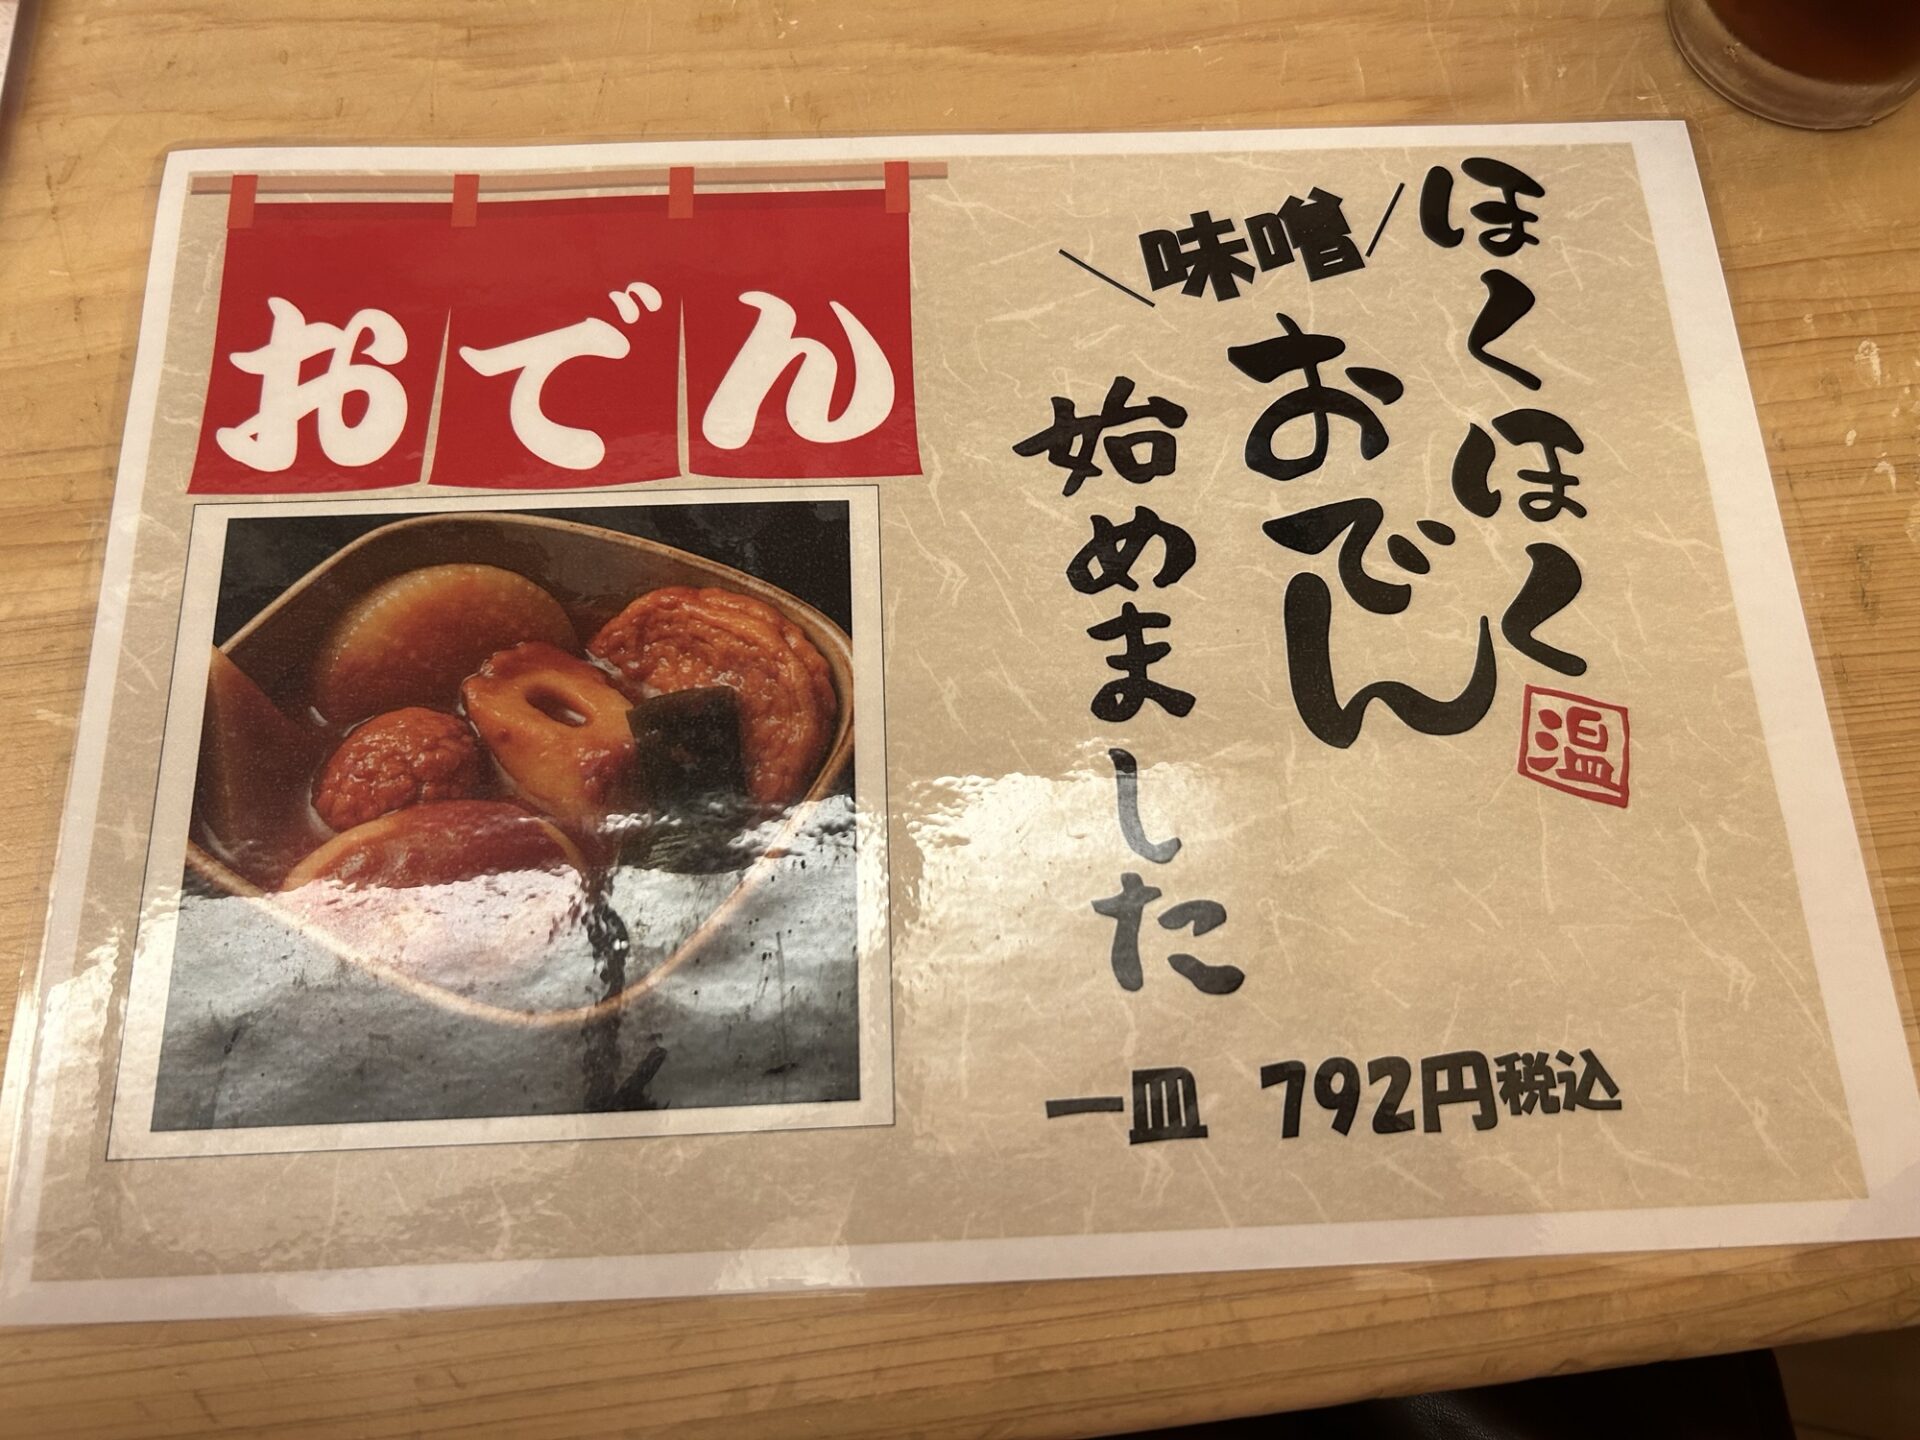 おでん
ほくほく
温
味噌
おでん
始めました
一皿 792円税込